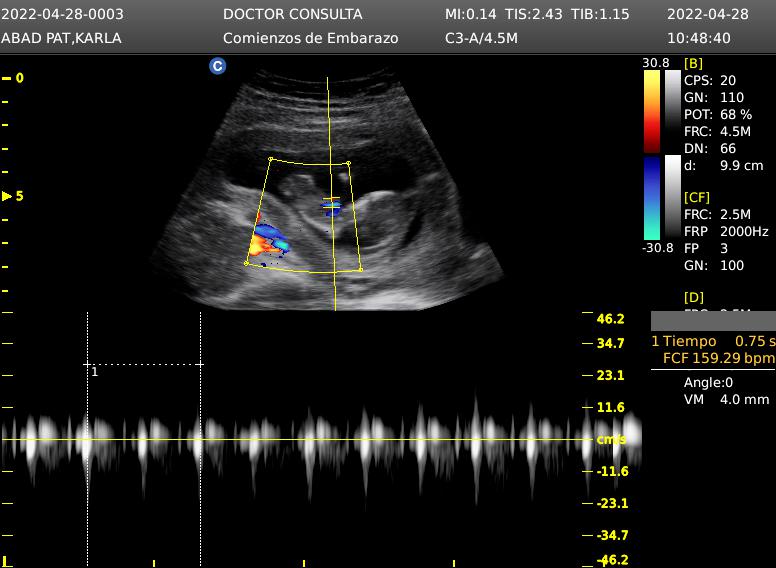 2022-04-28-0003 DOCTOR CONSULTA MI:0.14 TIS:2.43 TIB:1.15 2022-04-28
ABAD PAT,KARLA Comienzos de Embarazo C3-A/4.5M 10:48:40
C
0
5
30.8
-30.8
[B]
CPS: 20
GN: 110
POT: 68 %
FRC: 4.5M
DN: 66
d: 9.9 cm
[CF]
FRC: 2.5M
FRP 2000Hz
FP 3
GN: 100
[D]
1 Tiempo 0.75 s
FCF 159.29 bpm
Angle:0
VM 4.0 mm
1
46.2
34.7
23.1
11.6
cm/s
-11.6
-23.1
-34.7
-46.2